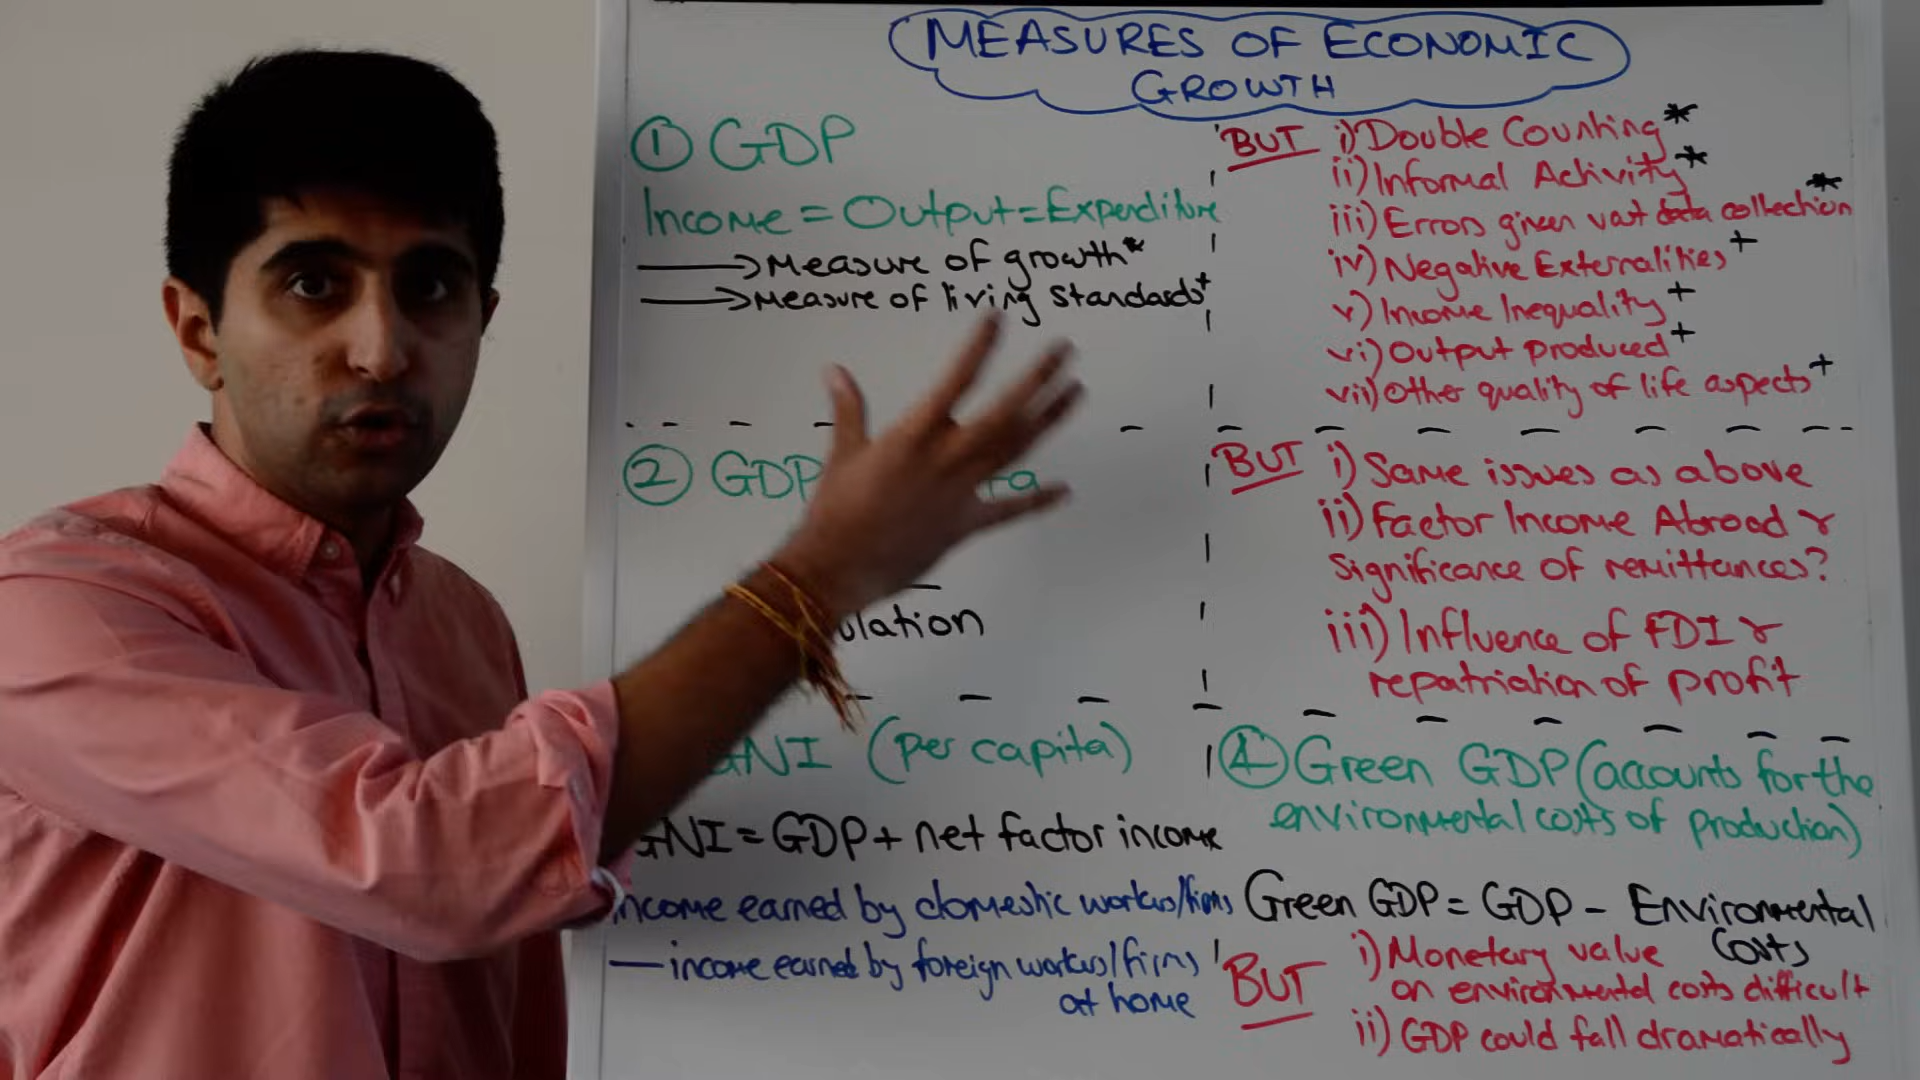 MEASURES OF ECONOMIC
GROWTH
① GDP
Income = Output = Expenditure
→ Measure of growth*
→ Measure of living standards+
BUT i) Double Counting*
ii) Informal Activity*
iii) Errors given vast data collection*
iv) Negative Externalities+
v) Income Inequality+
vi) Output produced+
vii) Other quality of life aspects+
② GDP
ulation
BUT i) Same issues as above
ii) Factor Income Abroad &
significance of remittances?
iii) Influence of FDI &
repatriation of profit
GNI (per capita)
GNI = GDP + net factor income
income earned by domestic workers/firms
— income earned by foreign workers/firms
at home
④ Green GDP (accounts for the
environmental costs of production)
Green GDP = GDP - Environmental
Costs
BUT i) Monetary value
on environmental costs difficult
ii) GDP could fall dramatically